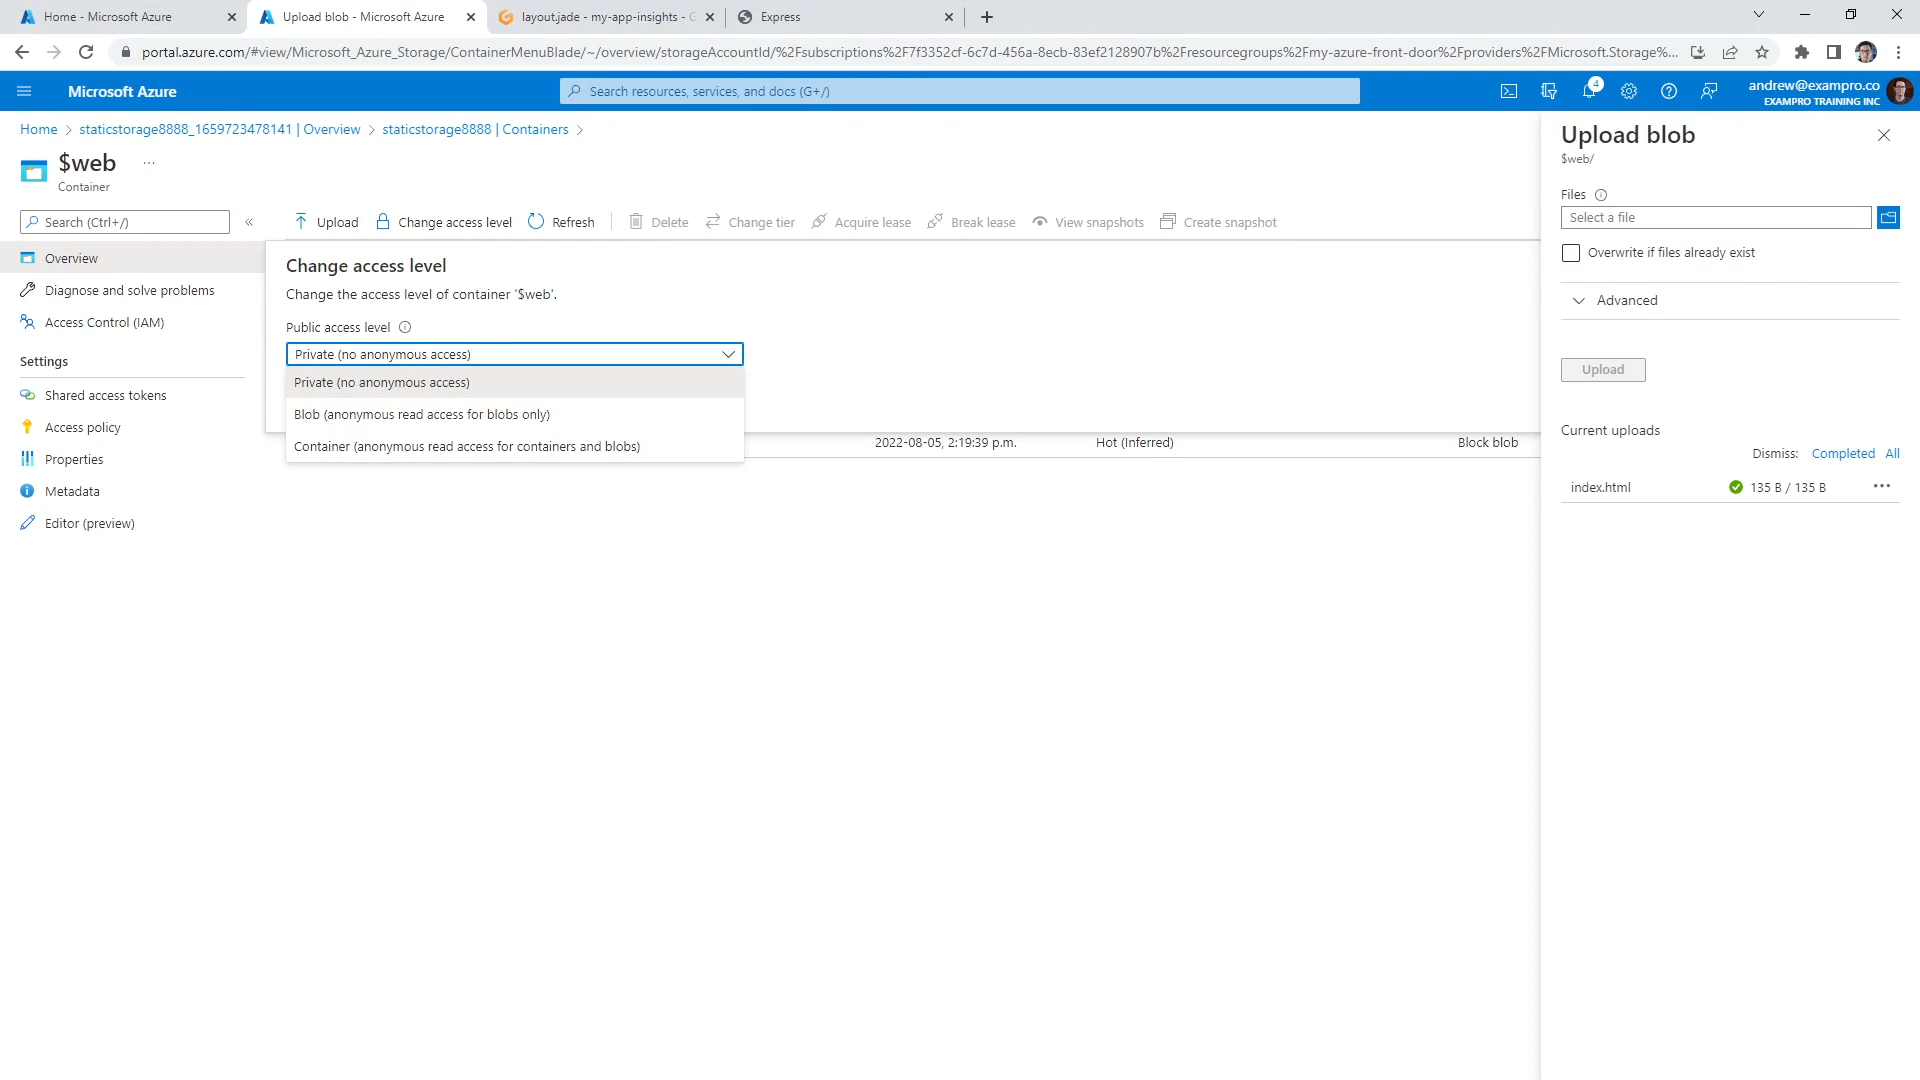 Home - Microsoft Azure
Upload blob - Microsoft Azure
layout.jade - my-app-insights - G
Express
portal.azure.com/#view/Microsoft_Azure_Storage/ContainerMenuBlade/~/overview/storageAccountId/%2Fsubscriptions%2F7f3352cf-6c7d-456a-8ecb-83ef2128907b%2Fresourcegroups%2Fmy-azure-front-door%2Fproviders%2FMicrosoft.Storage%...
Microsoft Azure
Search resources, services, and docs (G+/)
4
andrew@exampro.co
EXAMPRO TRAINING INC
Home > staticstorage8888_1659723478141 | Overview > staticstorage8888 | Containers >
$web ...
Container
Search (Ctrl+/)
«
Overview
Diagnose and solve problems
Access Control (IAM)
Settings
Shared access tokens
Access policy
Properties
Metadata
Editor (preview)
Upload
Change access level
Refresh
Delete
Change tier
Acquire lease
Break lease
View snapshots
Create snapshot
Change access level
Change the access level of container '$web'.
Public access level
Private (no anonymous access)
Private (no anonymous access)
Blob (anonymous read access for blobs only)
Container (anonymous read access for containers and blobs)
2022-08-05, 2:19:39 p.m.
Hot (Inferred)
Block blob
Upload blob
$web/
Files
Select a file
Overwrite if files already exist
Advanced
Upload
Current uploads
Dismiss: Completed All
index.html
135 B / 135 B
...